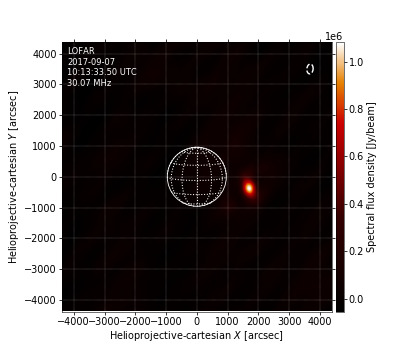 1e6
LOFAR
2017-09-07
10:13:33.50 UTC
30.07 MHz
4000
3000
2000
1000
0
−1000
−2000
−3000
−4000
Helioprojective-cartesian Y [arcsec]
−4000−3000−2000−1000 0 1000 2000 3000 4000
Helioprojective-cartesian X [arcsec]
1.0
0.8
0.6
0.4
0.2
0.0
Spectral flux density [Jy/beam]